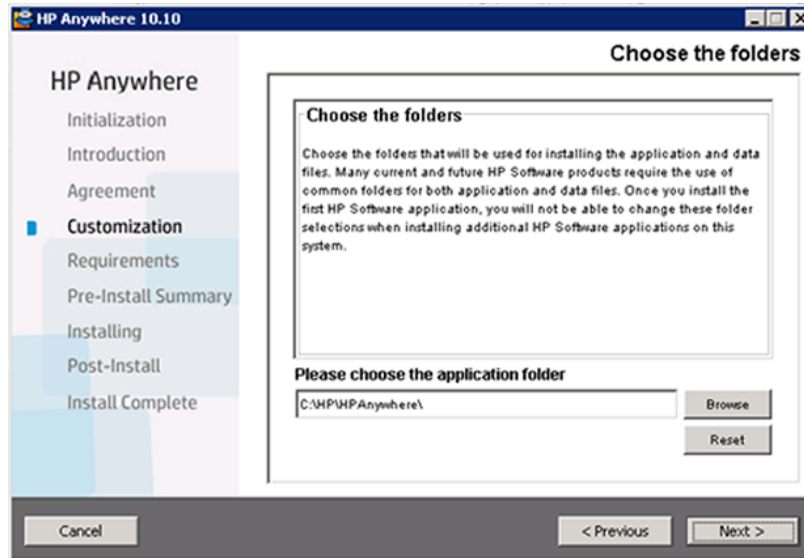 HP Anywhere 10.10
Choose the folders
HP Anywhere
Initialization
Introduction
Agreement
Customization
Requirements
Pre-Install Summary
Installing
Post-Install
Install Complete
Choose the folders
Choose the folders that will be used for installing the application and data
files. Many current and future HP Software products require the use of
common folders for both application and data files. Once you install the
first HP Software application, you will not be able to change these folder
selections when installing additional HP Software applications on this
system.
Please choose the application folder
C:\HP\HPAnywhere\
Browse
Reset
Cancel
< Previous
Next >